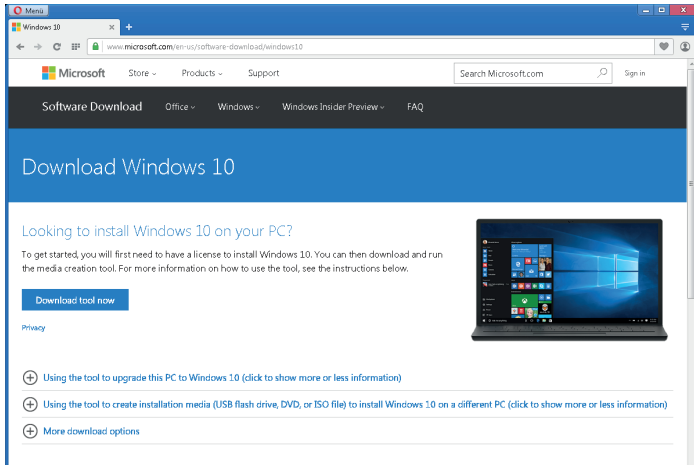 Menü
Windows 10
www.microsoft.com/en-us/software-download/windows10
Microsoft Store Products Support Search Microsoft.com Sign in
Software Download Office Windows Windows Insider Preview FAQ
Download Windows 10
Looking to install Windows 10 on your PC?
To get started, you will first need to have a license to install Windows 10. You can then download and run
the media creation tool. For more information on how to use the tool, see the instructions below.
Download tool now
Privacy
Using the tool to upgrade this PC to Windows 10 (click to show more or less information)
Using the tool to create installation media (USB flash drive, DVD, or ISO file) to install Windows 10 on a different PC (click to show more or less information)
More download options